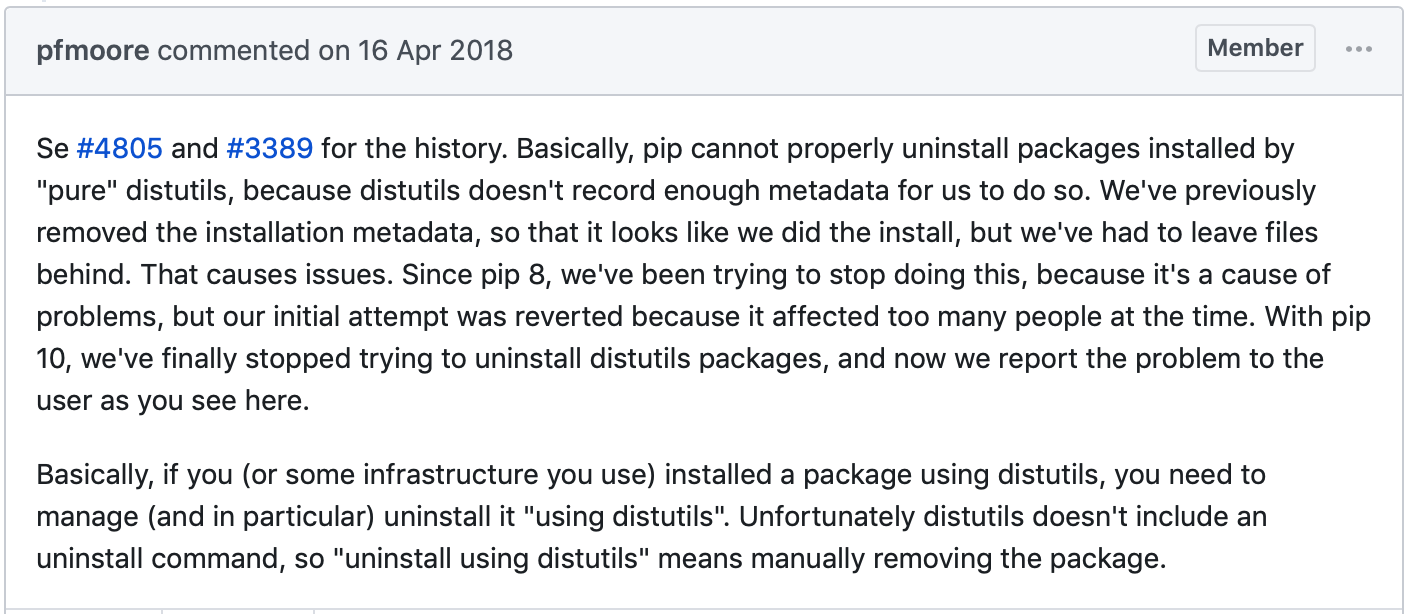 pfmoore commented on 16 Apr 2018
Member
Se #4805 and #3389 for the history. Basically, pip cannot properly uninstall packages installed by
"pure" distutils, because distutils doesn't record enough metadata for us to do so. We've previously
removed the installation metadata, so that it looks like we did the install, but we've had to leave files
behind. That causes issues. Since pip 8, we've been trying to stop doing this, because it's a cause of
problems, but our initial attempt was reverted because it affected too many people at the time. With pip
10, we've finally stopped trying to uninstall distutils packages, and now we report the problem to the
user as you see here.
Basically, if you (or some infrastructure you use) installed a package using distutils, you need to
manage (and in particular) uninstall it "using distutils". Unfortunately distutils doesn't include an
uninstall command, so "uninstall using distutils" means manually removing the package.